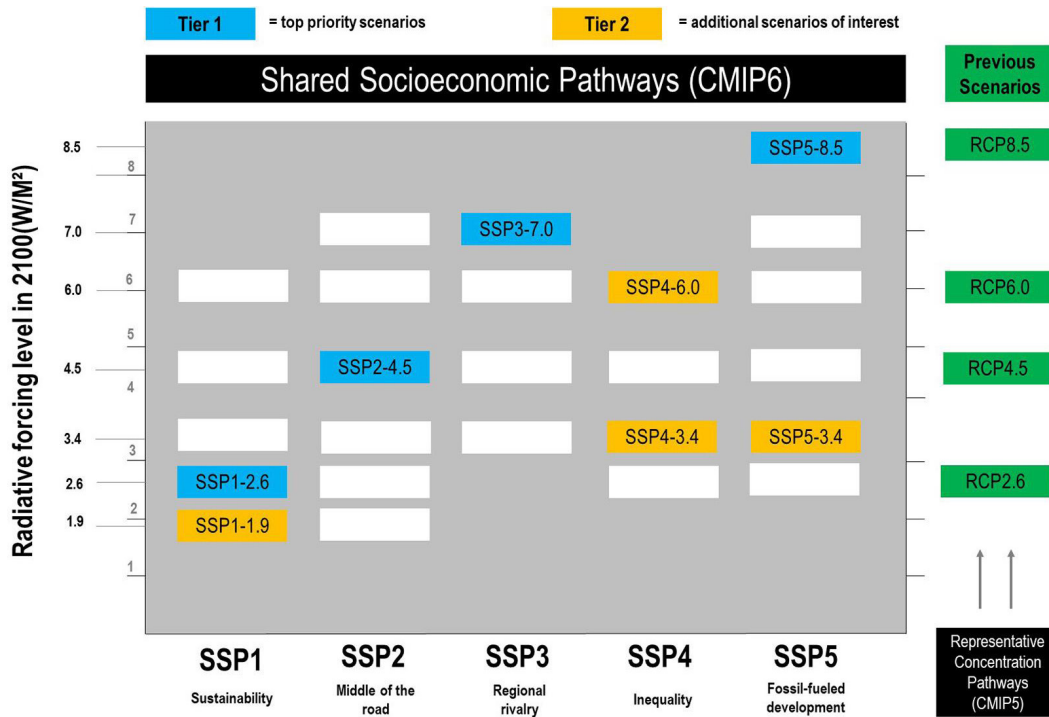 Tier 1 = top priority scenarios Tier 2 = additional scenarios of interest
Shared Socioeconomic Pathways (CMIP6)
Previous
Scenarios
Radiative forcing level in 2100(W/M²)
8.5 SSP5-8.5 RCP8.5
8
7
7.0 SSP3-7.0
6
6.0 SSP4-6.0 RCP6.0
5
4.5 SSP2-4.5 RCP4.5
4
3.4 SSP4-3.4 SSP5-3.4
3
2.6 SSP1-2.6 RCP2.6
2
1.9 SSP1-1.9
1
SSP1 SSP2 SSP3 SSP4 SSP5
Sustainability Middle of the Regional Inequality Fossil-fueled
road rivalry development
Representative
Concentration
Pathways
(CMIP5)